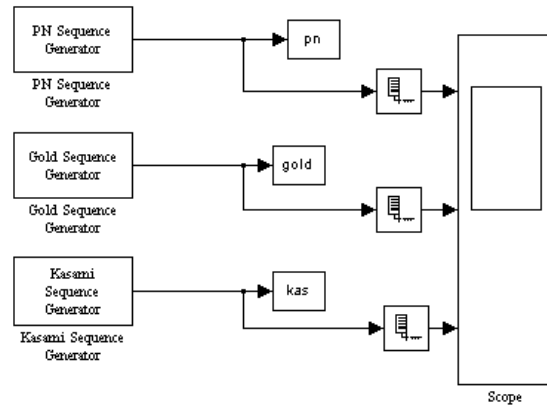 PN Sequence
Generator
PN Sequence
Generator
pn
Gold Sequence
Generator
Gold Sequence
Generator
gold
Kasami
Sequence
Generator
Kasami Sequence
Generator
kas
Scope